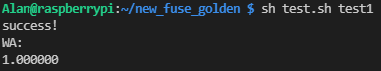 Alan@raspberrypi:~/new_fuse_golden $ sh test.sh test1
success!
WA:
1.000000